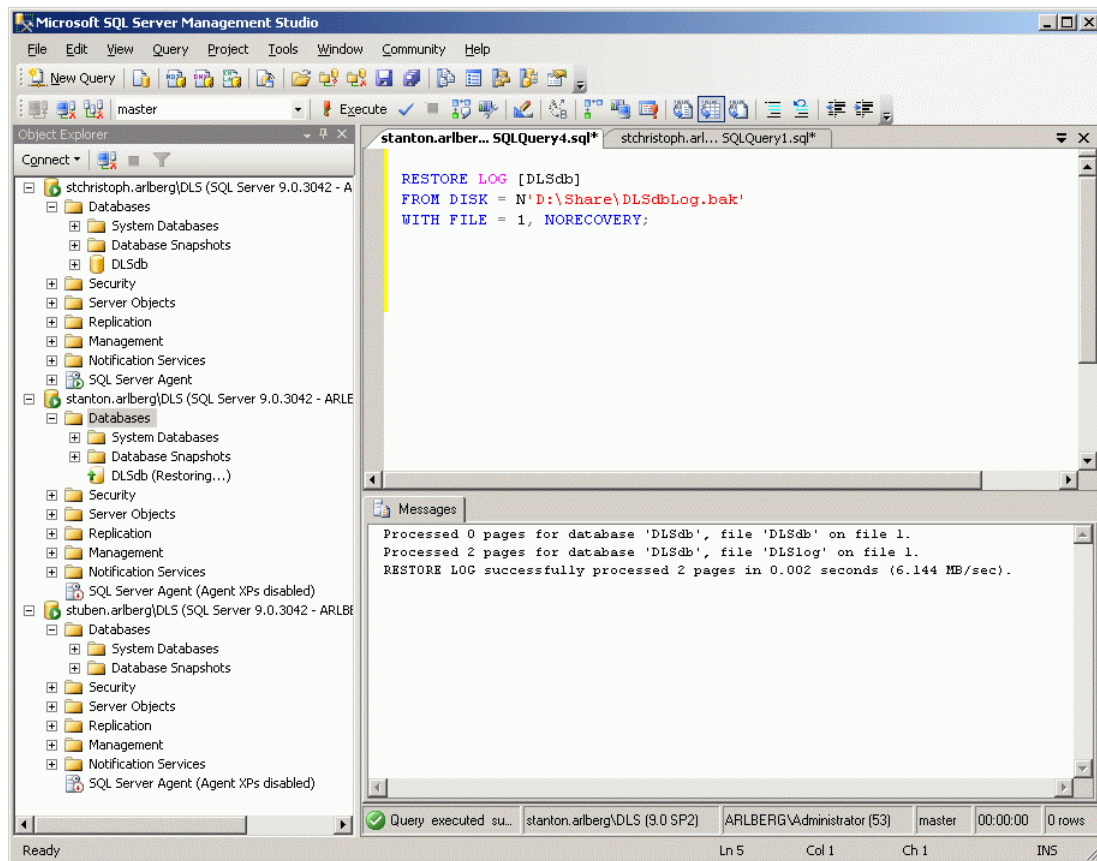 Microsoft SQL Server Management Studio
File Edit View Query Project Tools Window Community Help
New Query
master Execute
Object Explorer
Connect
stchristoph.arlberg\DLS (SQL Server 9.0.3042 - A
Databases
System Databases
Database Snapshots
DLSdb
Security
Server Objects
Replication
Management
Notification Services
SQL Server Agent
stanton.arlberg\DLS (SQL Server 9.0.3042 - ARLE
Databases
System Databases
Database Snapshots
DLSdb (Restoring...)
Security
Server Objects
Replication
Management
Notification Services
SQL Server Agent (Agent XPs disabled)
stuben.arlberg\DLS (SQL Server 9.0.3042 - ARLBE
Databases
System Databases
Database Snapshots
Security
Server Objects
Replication
Management
Notification Services
SQL Server Agent (Agent XPs disabled)
stanton.arlber... SQLQuery4.sql* stchristoph.arl... SQLQuery1.sql*
RESTORE LOG [DLSdb]
FROM DISK = N'D:\Share\DLSdbLog.bak'
WITH FILE = 1, NORECOVERY;
Messages
Processed 0 pages for database 'DLSdb', file 'DLSdb' on file 1.
Processed 2 pages for database 'DLSdb', file 'DLSlog' on file 1.
RESTORE LOG successfully processed 2 pages in 0.002 seconds (6.144 MB/sec).
Query executed su... stanton.arlberg\DLS (9.0 SP2) ARLBERG\Administrator (53) master 00:00:00 0 rows
Ready Ln 5 Col 1 Ch 1 INS